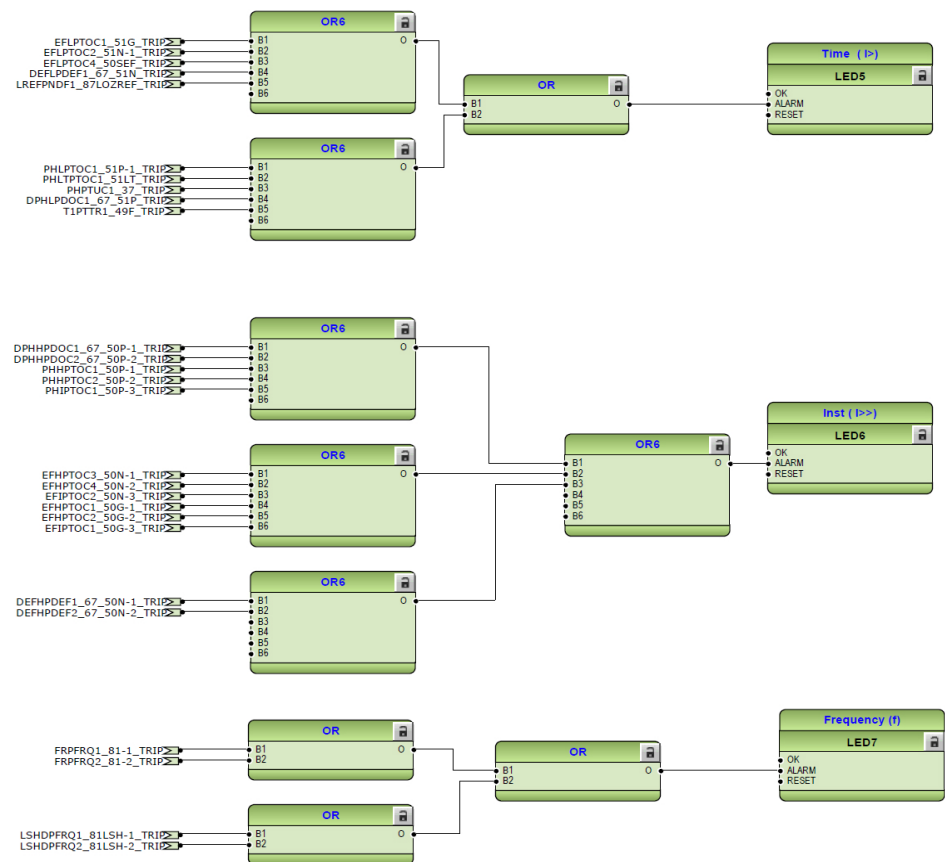 OR6
EFLPTOC1_51G_TRIP
EFLPTOC2_51N-1_TRIP
EFLPTOC4_50SEF_TRIP
DEFLPDEF1_67_51N_TRIP
LREFPNDF1_87LOZREF_TRIP
B1
B2
B3
B4
B5
B6
O
OR
B1
B2
O
Time ( I>)
LED5
OK
ALARM
RESET
OR6
PHLPTOC1_51P-1_TRIP
PHLTPTOC1_51LT_TRIP
PHPTUC1_37_TRIP
DPHLPDOC1_67_51P_TRIP
T1PTTR1_49F_TRIP
B1
B2
B3
B4
B5
B6
O
OR6
DPHHPDOC1_67_50P-1_TRIP
DPHHPDOC2_67_50P-2_TRIP
PHHPTOC1_50P-1_TRIP
PHHPTOC2_50P-2_TRIP
PHIPTOC1_50P-3_TRIP
B1
B2
B3
B4
B5
B6
O
OR6
EFHPTOC3_50N-1_TRIP
EFHPTOC4_50N-2_TRIP
EFIPTOC2_50N-3_TRIP
EFHPTOC1_50G-1_TRIP
EFHPTOC2_50G-2_TRIP
EFIPTOC1_50G-3_TRIP
B1
B2
B3
B4
B5
B6
O
OR6
B1
B2
B3
B4
B5
B6
O
Inst ( I>>)
LED6
OK
ALARM
RESET
OR6
DEFHPDEF1_67_50N-1_TRIP
DEFHPDEF2_67_50N-2_TRIP
B1
B2
B3
B4
B5
B6
O
OR
FRPFRQ1_81-1_TRIP
FRPFRQ2_81-2_TRIP
B1
B2
O
OR
B1
B2
O
Frequency (f)
LED7
OK
ALARM
RESET
OR
LSHDPFRQ1_81LSH-1_TRIP
LSHDPFRQ2_81LSH-2_TRIP
B1
B2
O